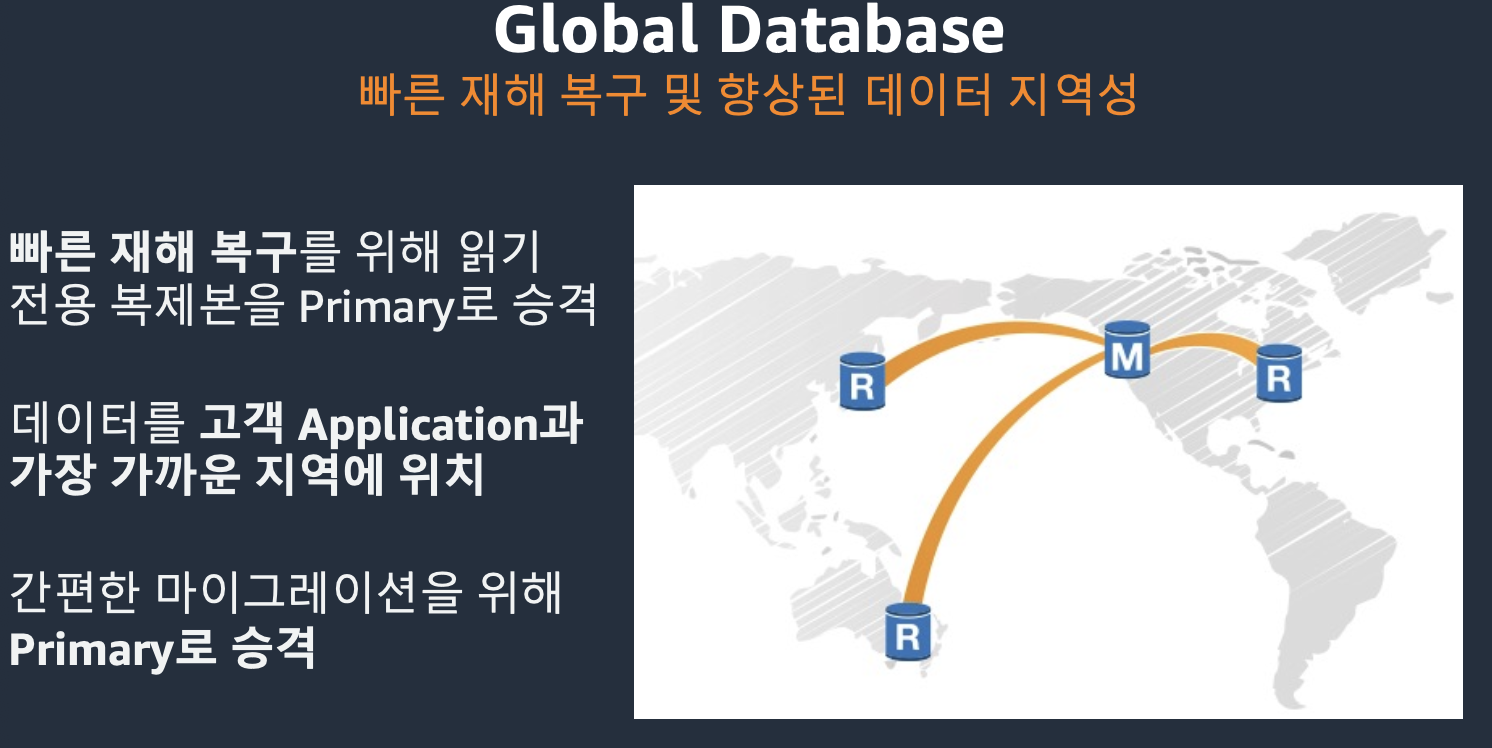 Global Database
빠른 재해 복구 및 향상된 데이터 지역성
빠른 재해 복구를 위해 읽기
전용 복제본을 Primary로 승격
데이터를 고객 Application과
가장 가까운 지역에 위치
간편한 마이그레이션을 위해
Primary로 승격
R
M
R
R